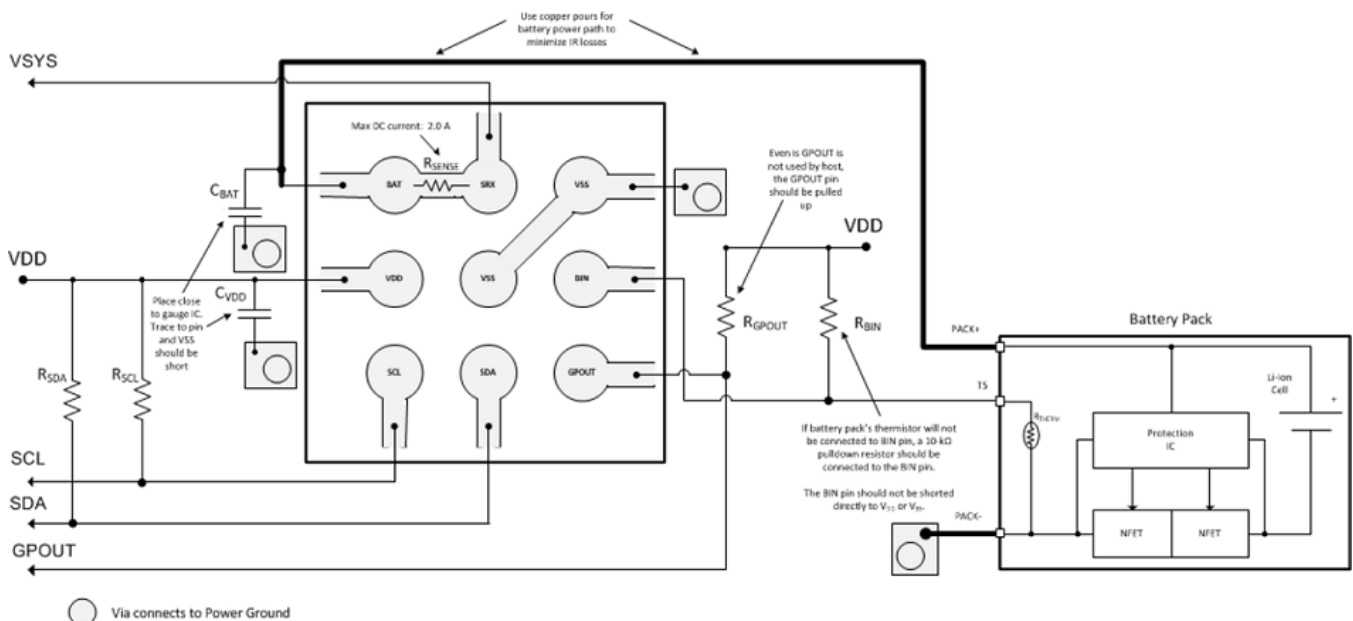 Use copper pours for
battery power path to
minimize IR losses
VSYS
Max DC current: 2.0 A
RSENSE
BAT
SRX
VSS
CBAT
Even is GPOUT is
not used by host,
the GPOUT pin
should be pulled
up
VDD
VDD
VDD
VSS
BIN
CVDD
Place close
to gauge IC.
Trace to pin
and VSS
should be
short
RGPOUT
RBIN
Battery Pack
PACK+
RSDA
RSCL
SCL
SDA
GPOUT
TS
Li-Ion
Cell
+
RTHERM
Protection
IC
If battery pack's thermistor will not
be connected to BIN pin, a 10-kΩ
pulldown resistor should be
connected to the BIN pin.
The BIN pin should not be shorted
directly to VDD or VSS.
SCL
SDA
GPOUT
PACK-
NFET
NFET
Via connects to Power Ground